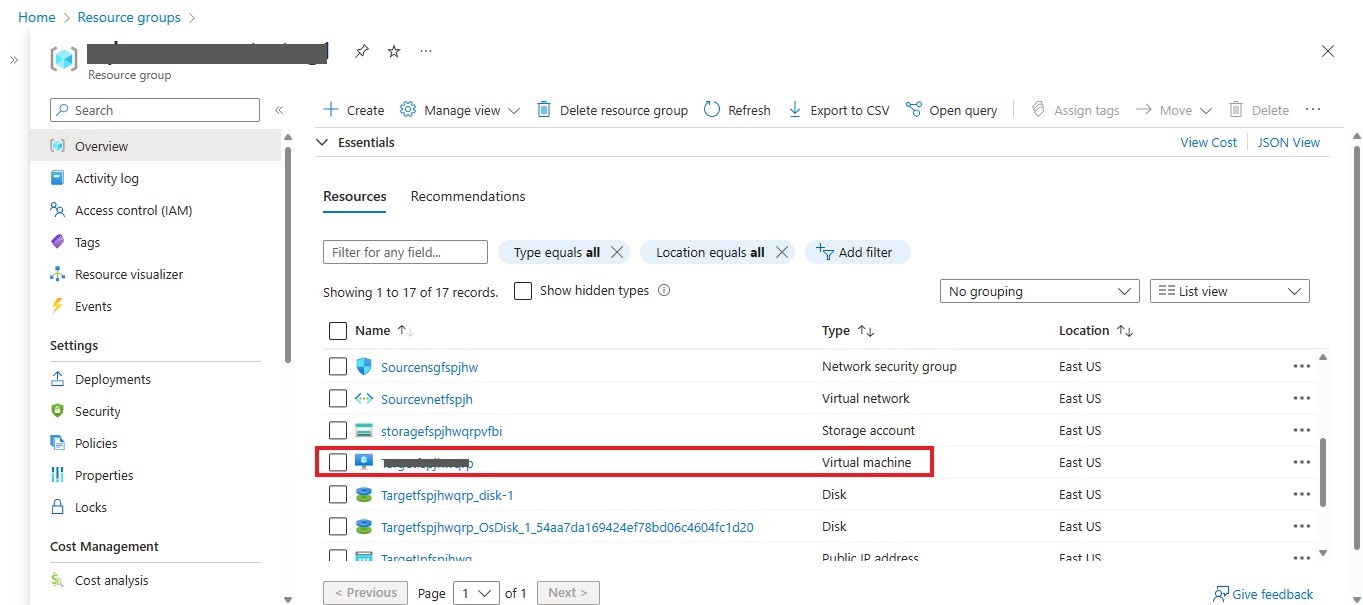 Home > Resource groups >
Resource group
Search
Overview
Activity log
Access control (IAM)
Tags
Resource visualizer
Events
Settings
Deployments
Security
Policies
Properties
Locks
Cost Management
Cost analysis
Create Manage view Delete resource group Refresh Export to CSV Open query Assign tags Move Delete
Essentials View Cost JSON View
Resources Recommendations
Filter for any field... Type equals all Location equals all Add filter
Showing 1 to 17 of 17 records. Show hidden types No grouping List view
Name Type Location
Sourcensgfspjhw Network security group East US
Sourcevnetfspjh Virtual network East US
storagefspjhwqrpvfbi Storage account East US
Virtual machine East US
Targetfspjhwqrp_disk-1 Disk East US
Targetfspjhwqrp_OsDisk_1_54aa7da169424ef78bd06c4604fc1d20 Disk East US
TargetIpfspjhwq Public IP address East US
< Previous Page 1 of 1 Next > Give feedback